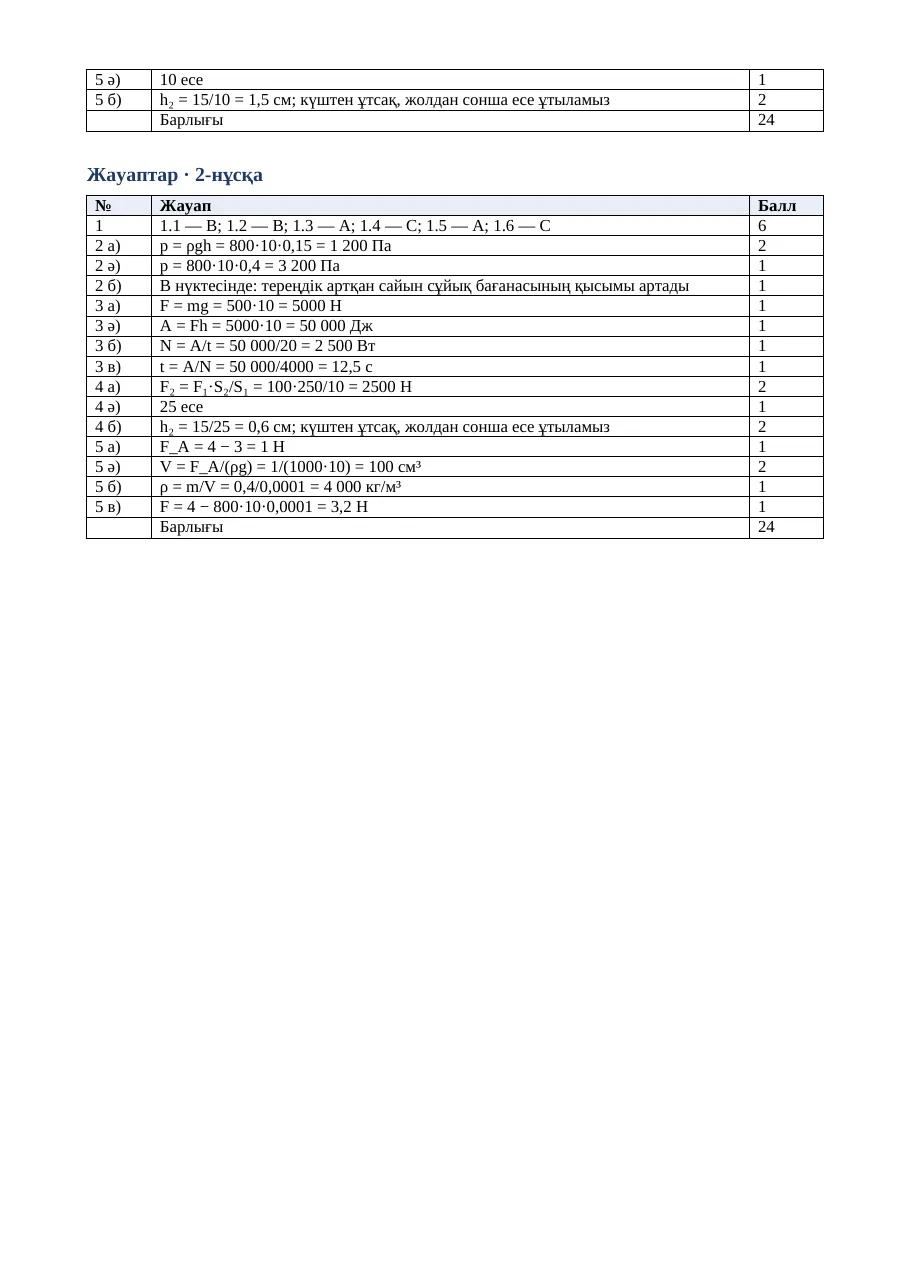 5 ә) 10 есе 1
5 б) h₂ = 15/10 = 1,5 см; күштен ұтсақ, жолдан сонша есе ұтыламыз 2
Барлығы 24
Жауаптар · 2-нұсқа
№ Жауап Балл
1 1.1 — B; 1.2 — B; 1.3 — A; 1.4 — C; 1.5 — A; 1.6 — C 6
2 а) p = ρgh = 800·10·0,15 = 1 200 Па 2
2 ә) p = 800·10·0,4 = 3 200 Па 1
2 б) B нүктесінде: тереңдік артқан сайын сұйық бағанасының қысымы артады 1
3 а) F = mg = 500·10 = 5000 Н 1
3 ә) A = Fh = 5000·10 = 50 000 Дж 1
3 б) N = A/t = 50 000/20 = 2 500 Вт 1
3 в) t = A/N = 50 000/4000 = 12,5 с 1
4 а) F₂ = F₁·S₂/S₁ = 100·250/10 = 2500 Н 2
4 ә) 25 есе 1
4 б) h₂ = 15/25 = 0,6 см; күштен ұтсақ, жолдан сонша есе ұтыламыз 2
5 а) F_A = 4 − 3 = 1 Н 1
5 ә) V = F_A/(ρg) = 1/(1000·10) = 100 см³ 2
5 б) ρ = m/V = 0,4/0,0001 = 4 000 кг/м³ 1
5 в) F = 4 − 800·10·0,0001 = 3,2 Н 1
Барлығы 24